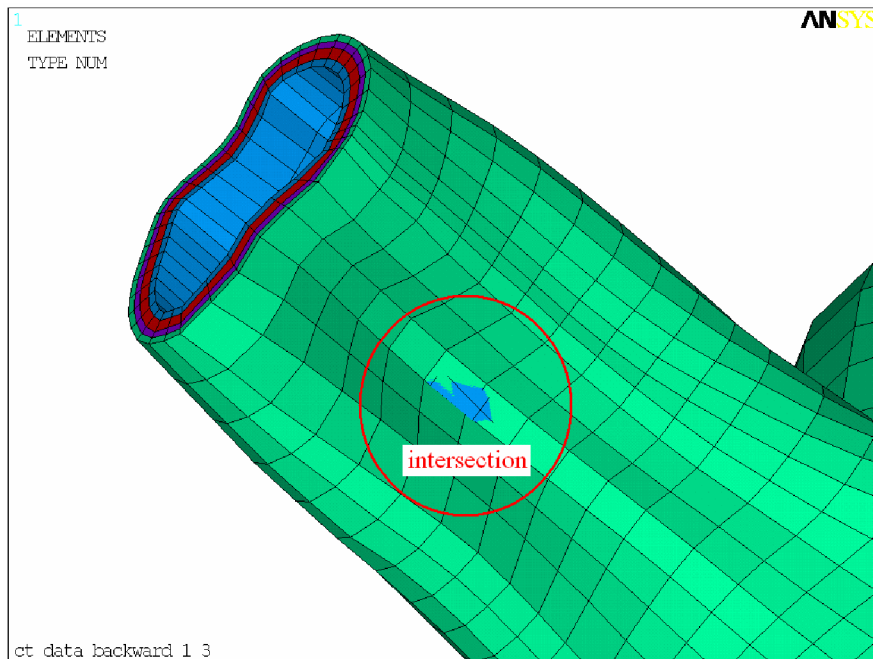 1
ANSYS
ELEMENTS
TYPE NUM
intersection
ct data backward 1 3